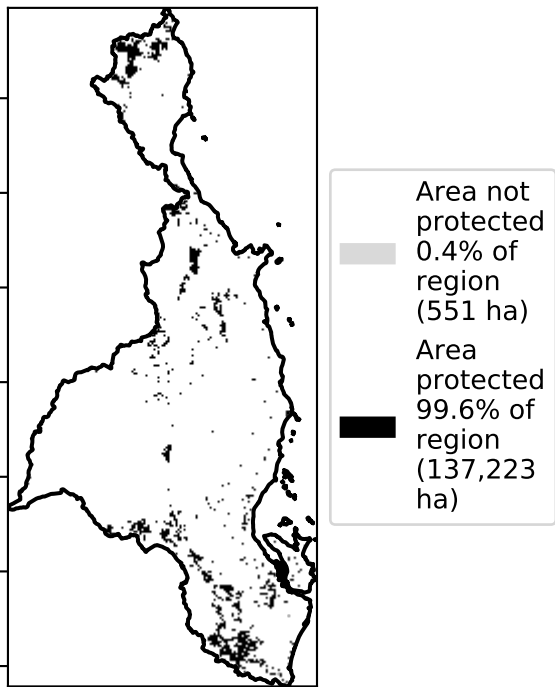 Area not
protected
0.4% of
region
(551 ha)
Area
protected
99.6% of
region
(137,223
ha)